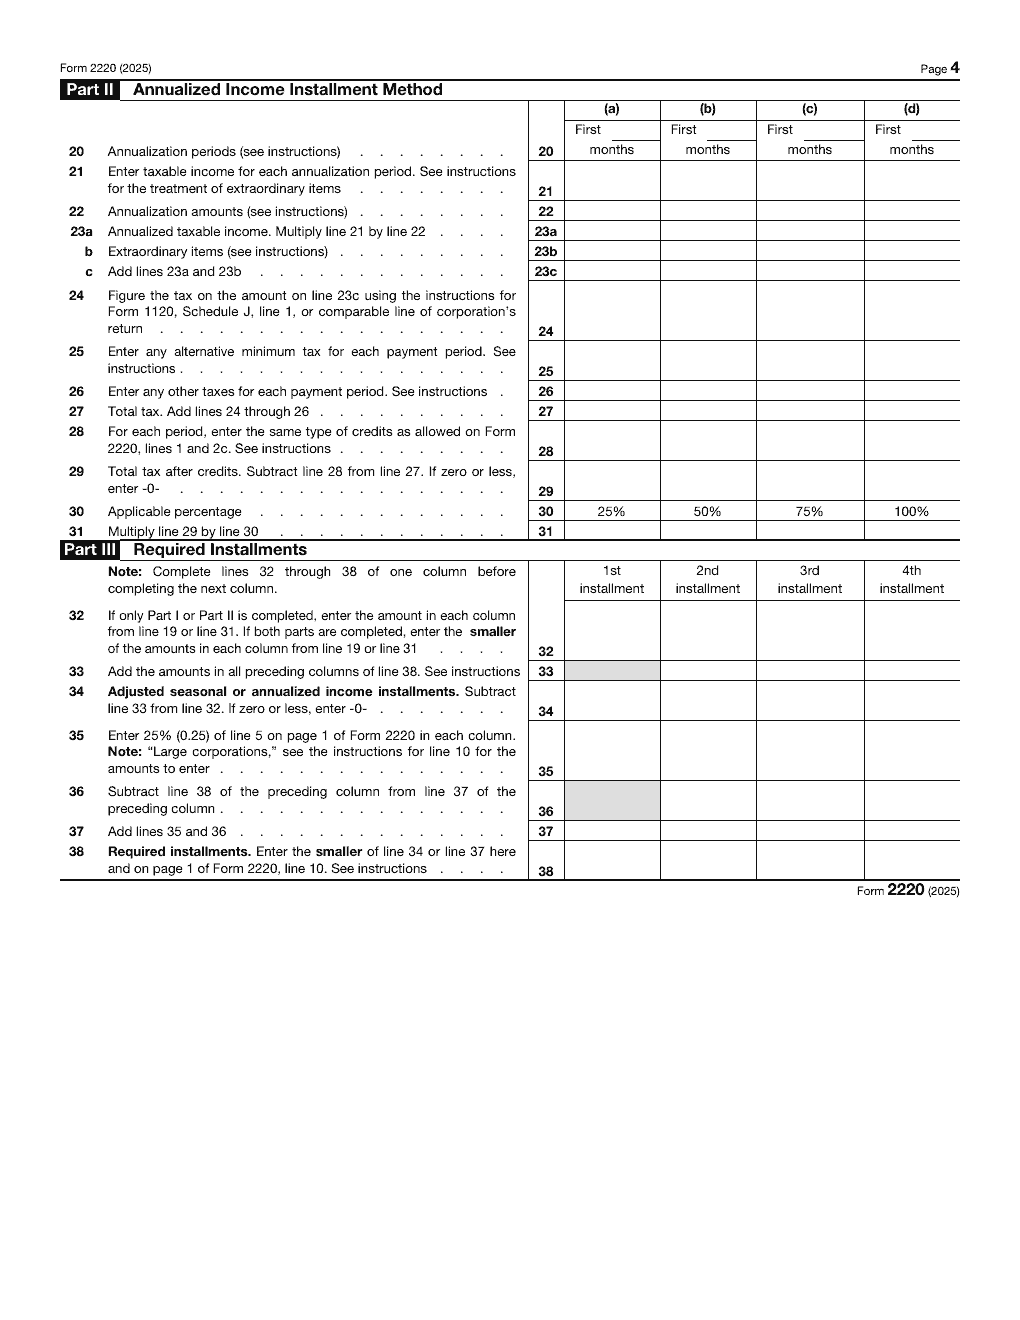 Form 2220 (2025) Page 4
Part II Annualized Income Installment Method
(a) (b) (c) (d)
First First First First
20 Annualization periods (see instructions) . . . . . . . . 20 months months months months
21 Enter taxable income for each annualization period. See instructions
for the treatment of extraordinary items . . . . . . . . 21
22 Annualization amounts (see instructions) . . . . . . . . 22
23a Annualized taxable income. Multiply line 21 by line 22 . . . . 23a
b Extraordinary items (see instructions) . . . . . . . . . 23b
c Add lines 23a and 23b . . . . . . . . . . . . . 23c
24 Figure the tax on the amount on line 23c using the instructions for
Form 1120, Schedule J, line 1, or comparable line of corporation's
return . . . . . . . . . . . . . . . . . . 24
25 Enter any alternative minimum tax for each payment period. See
instructions . . . . . . . . . . . . . . . . . 25
26 Enter any other taxes for each payment period. See instructions . 26
27 Total tax. Add lines 24 through 26 . . . . . . . . . . 27
28 For each period, enter the same type of credits as allowed on Form
2220, lines 1 and 2c. See instructions . . . . . . . . . 28
29 Total tax after credits. Subtract line 28 from line 27. If zero or less,
enter -0- . . . . . . . . . . . . . . . . . 29
30 Applicable percentage . . . . . . . . . . . . . 30 25% 50% 75% 100%
31 Multiply line 29 by line 30 . . . . . . . . . . . . 31
Part III Required Installments
Note: Complete lines 32 through 38 of one column before 1st 2nd 3rd 4th
completing the next column. installment installment installment installment
32 If only Part I or Part II is completed, enter the amount in each column
from line 19 or line 31. If both parts are completed, enter the smaller
of the amounts in each column from line 19 or line 31 . . . . 32
33 Add the amounts in all preceding columns of line 38. See instructions 33
34 Adjusted seasonal or annualized income installments. Subtract
line 33 from line 32. If zero or less, enter -0- . . . . . . . 34
35 Enter 25% (0.25) of line 5 on page 1 of Form 2220 in each column.
Note: “Large corporations,” see the instructions for line 10 for the
amounts to enter . . . . . . . . . . . . . . . 35
36 Subtract line 38 of the preceding column from line 37 of the
preceding column . . . . . . . . . . . . . . . 36
37 Add lines 35 and 36 . . . . . . . . . . . . . . 37
38 Required installments. Enter the smaller of line 34 or line 37 here
and on page 1 of Form 2220, line 10. See instructions . . . . 38
Form 2220 (2025)